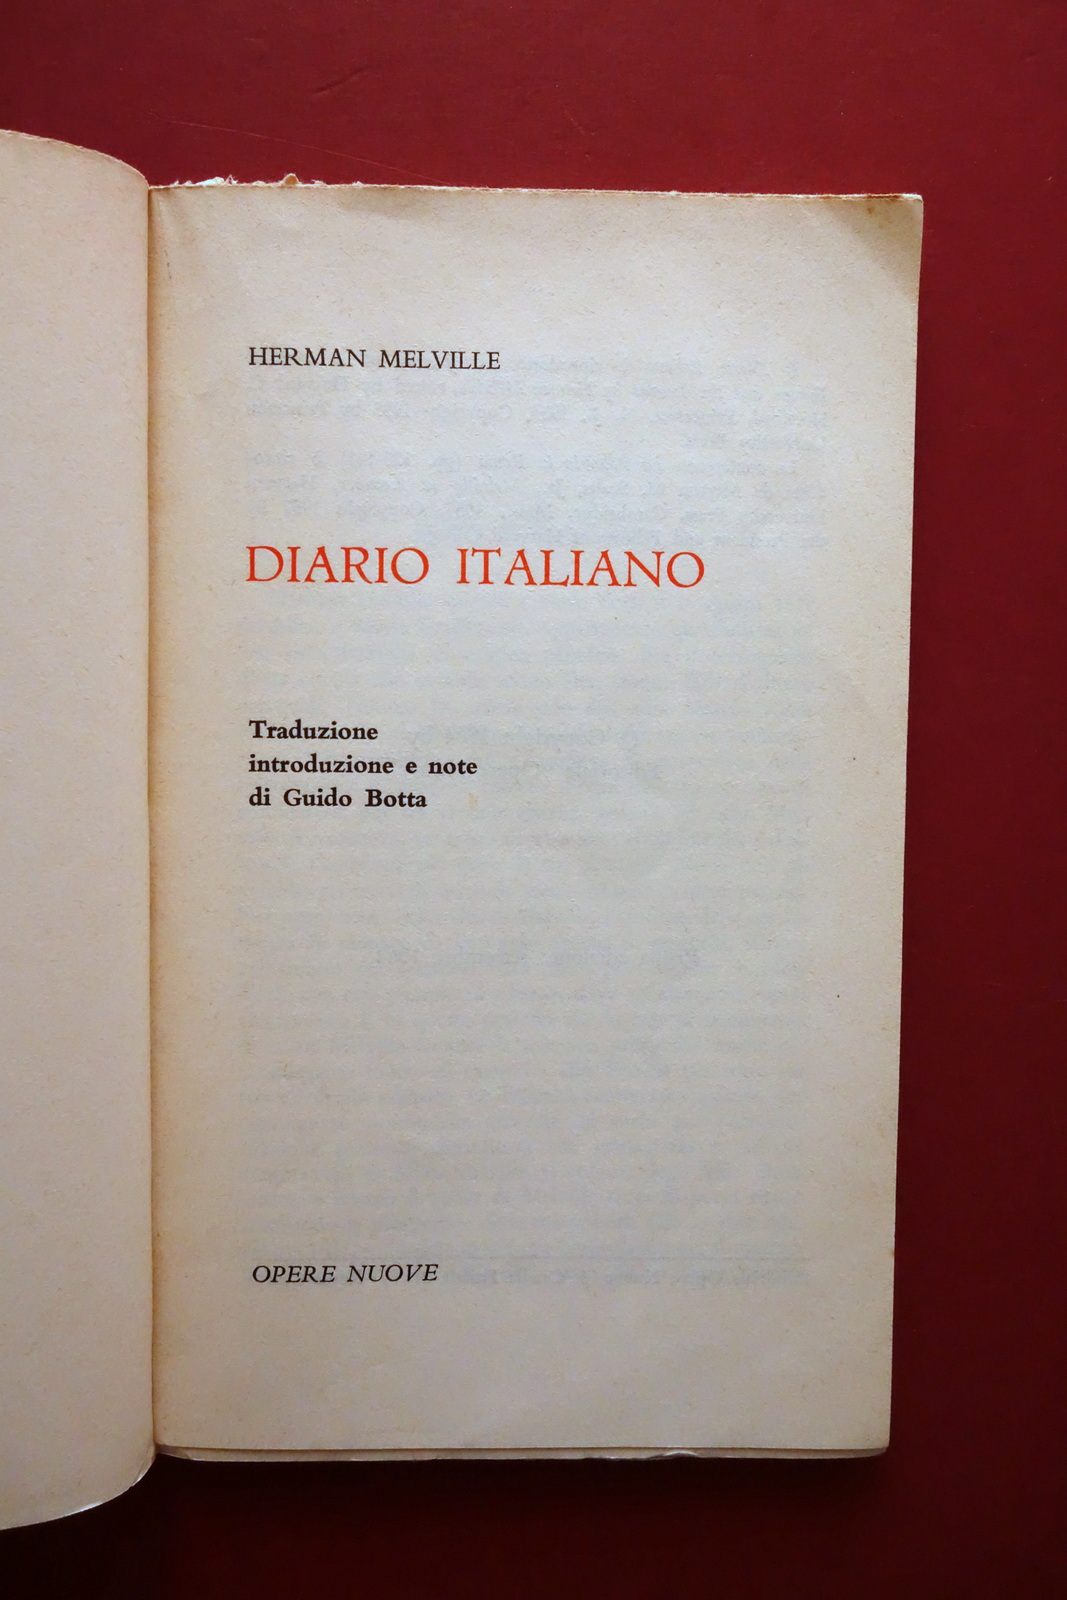 HERMAN MELVILLE
DIARIO ITALIANO
Traduzione
introduzione e note
di Guido Botta
OPERE NUOVE